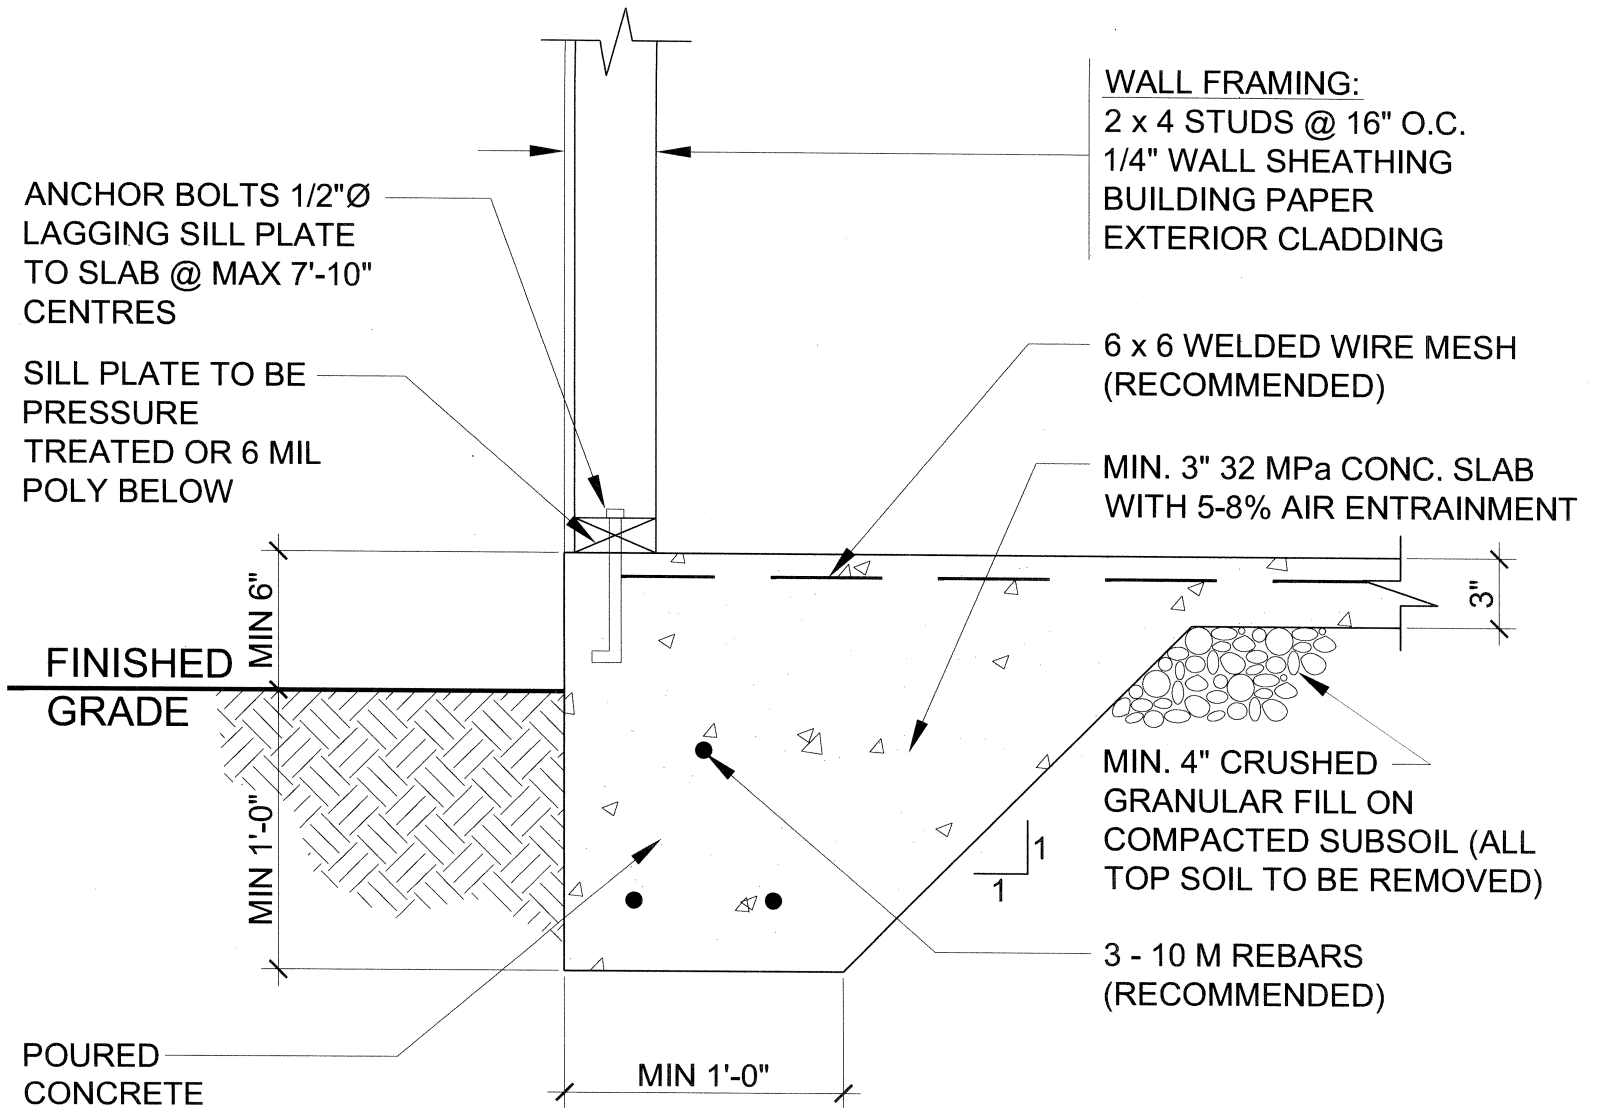 WALL FRAMING:
2 x 4 STUDS @ 16" O.C.
1/4" WALL SHEATHING
BUILDING PAPER
EXTERIOR CLADDING
ANCHOR BOLTS 1/2"Ø
LAGGING SILL PLATE
TO SLAB @ MAX 7'-10"
CENTRES
SILL PLATE TO BE
PRESSURE
TREATED OR 6 MIL
POLY BELOW
6 x 6 WELDED WIRE MESH
(RECOMMENDED)
MIN. 3" 32 MPa CONC. SLAB
WITH 5-8% AIR ENTRAINMENT
MIN 6"
3"
FINISHED
GRADE
MIN 1'-0"
MIN. 4" CRUSHED
GRANULAR FILL ON
COMPACTED SUBSOIL (ALL
TOP SOIL TO BE REMOVED)
1
1
3 - 10 M REBARS
(RECOMMENDED)
POURED
CONCRETE
MIN 1'-0"